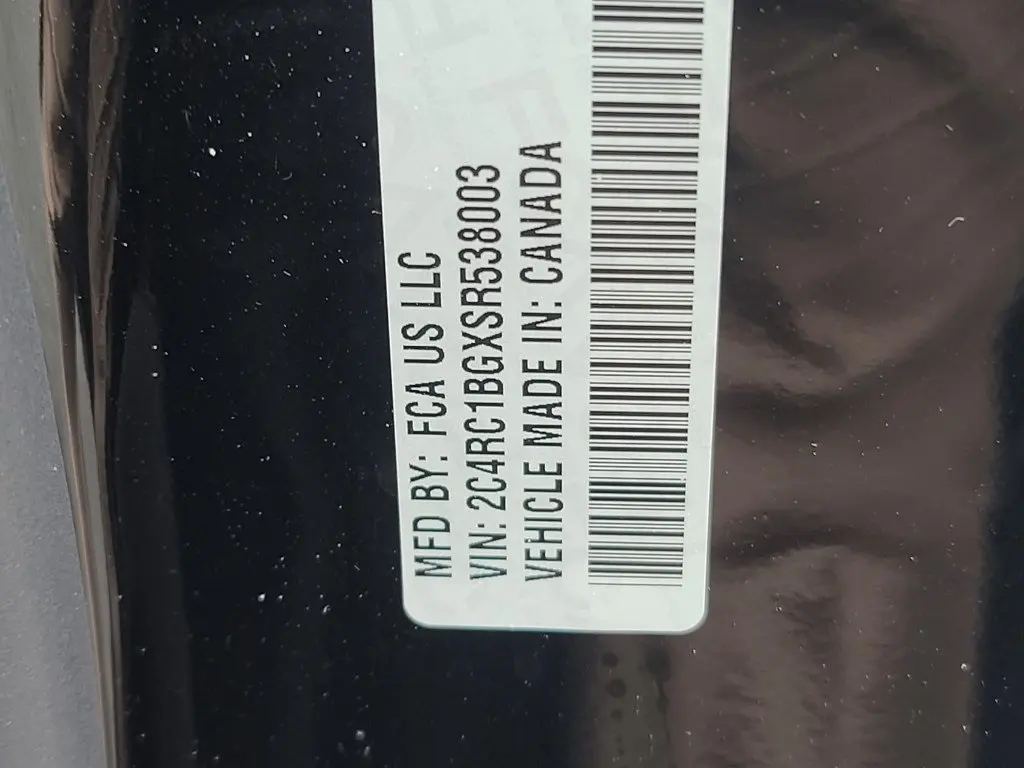 MFD BY: FCA US LLC
VIN: 2C4RC1BGXSR538003
VEHICLE MADE IN: CANADA